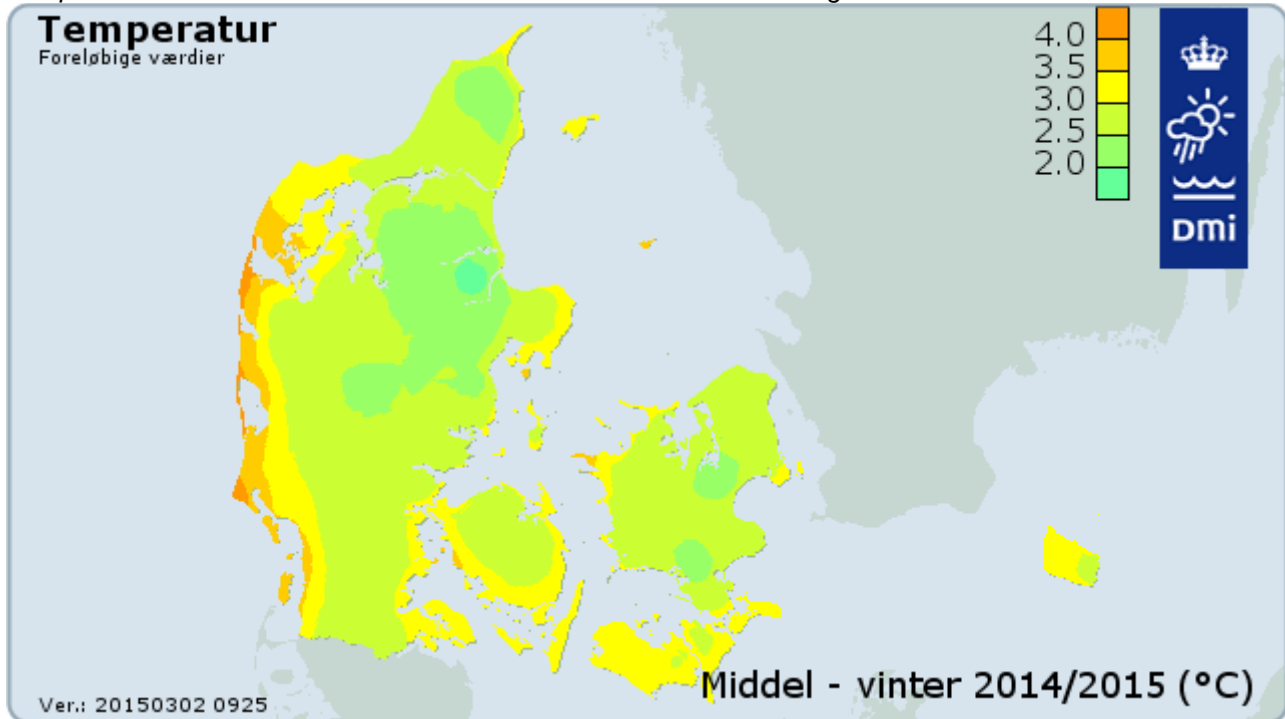 Temperatur
Foreløbige værdier
4.0
3.5
3.0
2.5
2.0
DMI
Middel - vinter 2014/2015 (°C)
Ver.: 20150302 0925